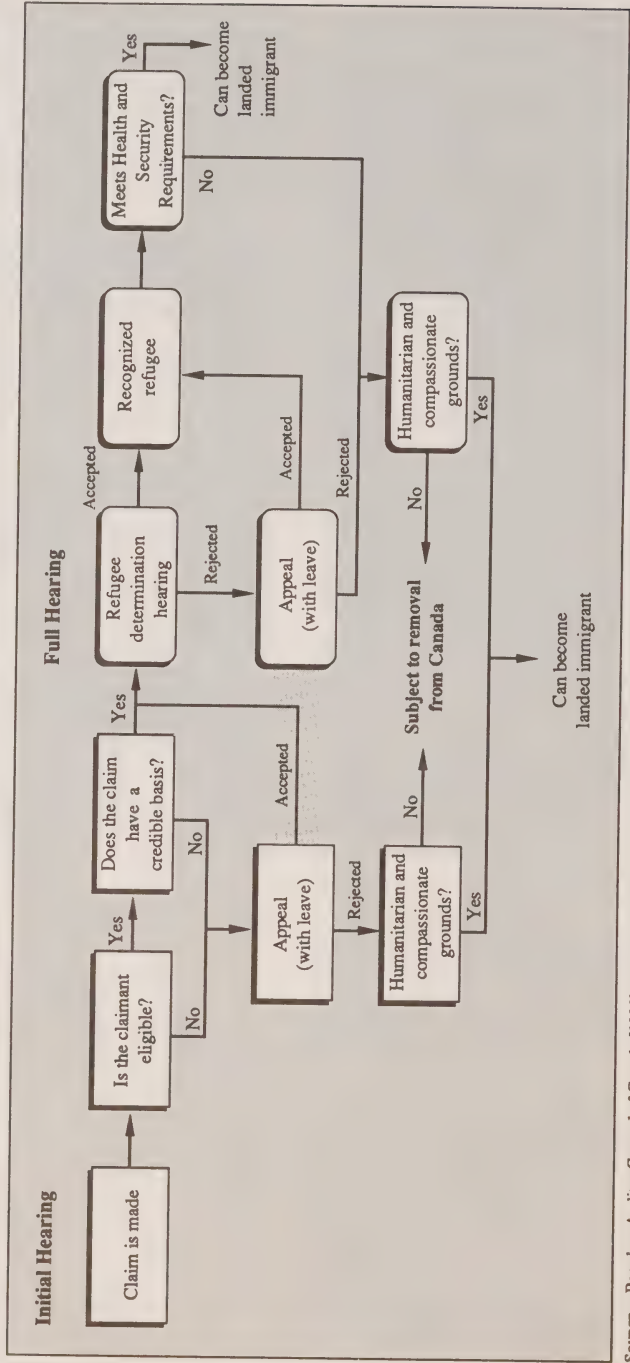 Initial Hearing
Full Hearing
Claim is made
Is the claimant
eligible?
Yes
No
Does the claim
have a
credible basis?
Yes
No
Appeal
(with leave)
Accepted
Rejected
Humanitarian and
compassionate
grounds?
No
Yes
Refugee
determination
hearing
Accepted
Rejected
Appeal
(with leave)
Accepted
Rejected
Recognized
refugee
Meets Health and
Security
Requirements?
Yes
No
Can become
landed
immigrant
Humanitarian and
compassionate
grounds?
No
Yes
Subject to removal
from Canada
Can become
landed immigrant